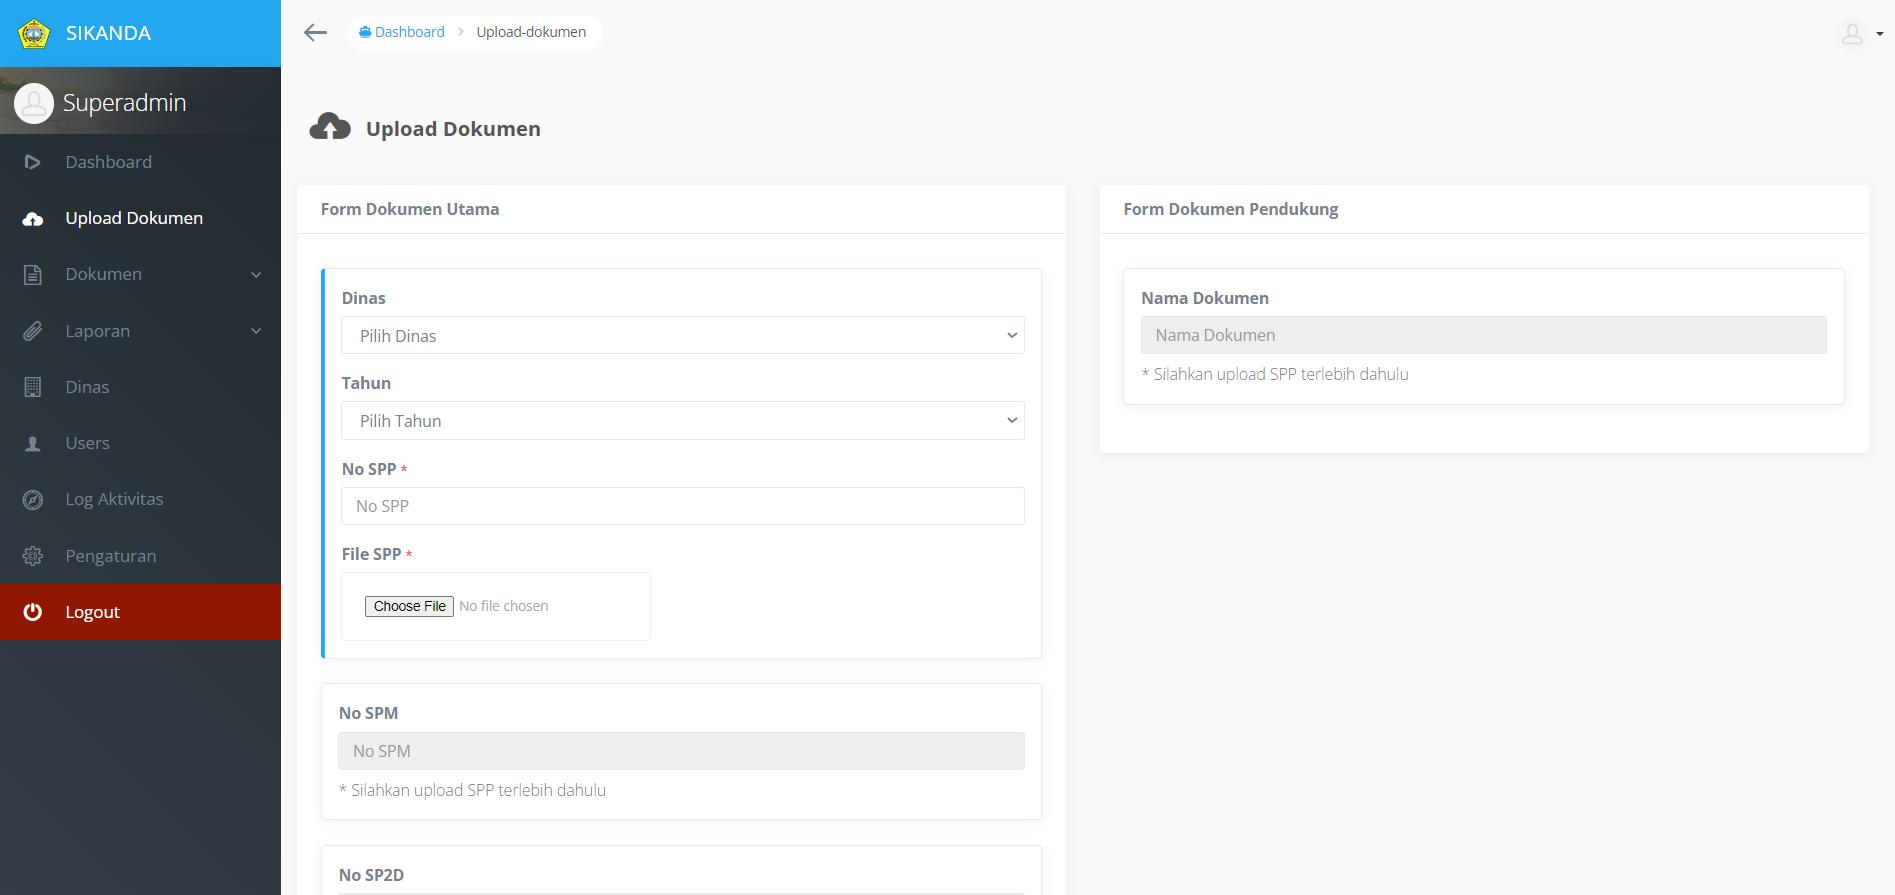 SIKANDA
Superadmin
Dashboard
Upload Dokumen
Dokumen
Laporan
Dinas
Users
Log Aktivitas
Pengaturan
Logout
Dashboard > Upload-dokumen
Upload Dokumen
Form Dokumen Utama
Dinas
Pilih Dinas
Tahun
Pilih Tahun
No SPP *
No SPP
File SPP *
Choose File No file chosen
No SPM
No SPM
* Silahkan upload SPP terlebih dahulu
No SP2D
Form Dokumen Pendukung
Nama Dokumen
Nama Dokumen
* Silahkan upload SPP terlebih dahulu